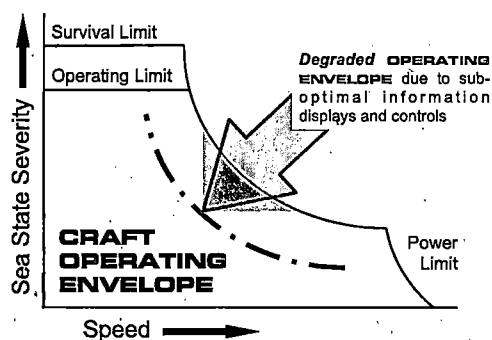 Survival Limit
Operating Limit
Degraded OPERATING
ENVELOPE due to sub-
optimal information
displays and controls
Sea State Severity
CRAFT
OPERATING
ENVELOPE
Power
Limit
Speed